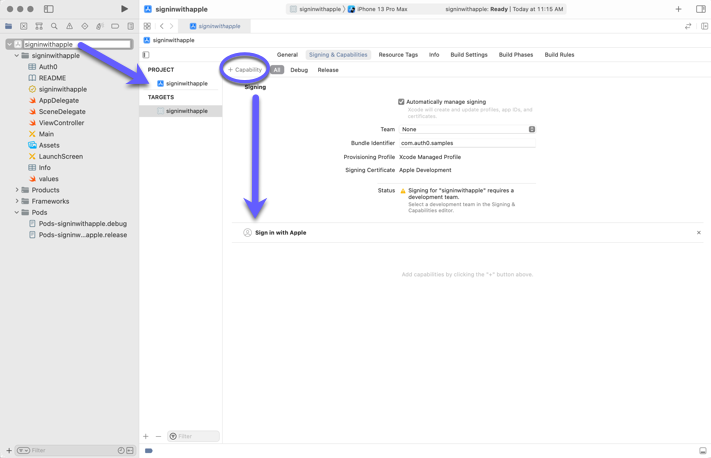 signinwithapple
signinwithapple
iPhone 13 Pro Max
signinwithapple: Ready | Today at 11:15 AM
signinwithapple
signinwithapple
signinwithapple
signinwithapple
Auth0
README
signinwithapple
AppDelegate
SceneDelegate
ViewController
Main
Assets
LaunchScreen
Info
values
Products
Frameworks
Pods
Pods-signinwithapple.debug
Pods-signinw...apple.release
Filter
PROJECT
signinwithapple
TARGETS
signinwithapple
Filter
General
Signing & Capabilities
Resource Tags
Info
Build Settings
Build Phases
Build Rules
+ Capability
All
Debug
Release
Signing
Automatically manage signing
Xcode will create and update profiles, app IDs, and
certificates.
Team
None
Bundle Identifier
com.auth0.samples
Provisioning Profile
Xcode Managed Profile
Signing Certificate
Apple Development
Status
Signing for "signinwithapple" requires a
development team.
Select a development team in the Signing &
Capabilities editor.
Sign in with Apple
Add capabilities by clicking the "+" button above.